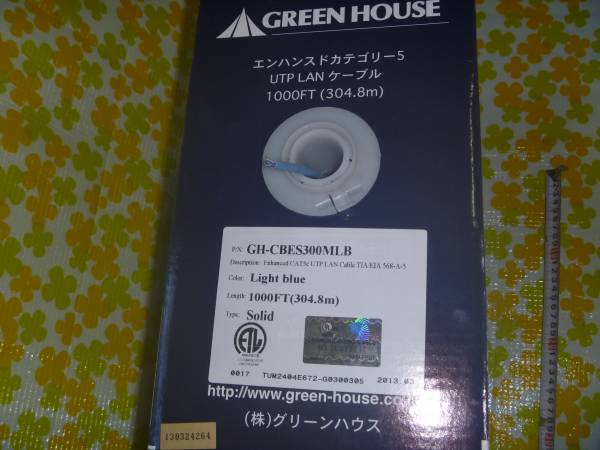 GREEN HOUSE
エンハンスドカテゴリー5
UTP LAN ケーブル
1000FT (304.8m)
P/N: GH-CBES300MLB
Description: Enhanced CAT5e UTP LAN Cable TIA/EIA 568-A-5
Color: Light blue
Length: 1000FT(304.8m)
Type: Solid
ETL
0017 TUM2404E672-G0300305 2013.03
http://www.green-house.co
(株)グリーンハウス
130324264